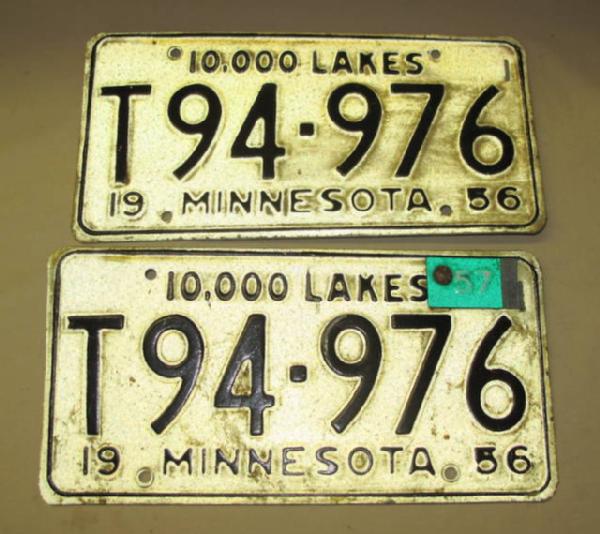 10,000 LAKES
T94·976
19 MINNESOTA 56
10,000 LAKES 57
T94·976
19 MINNESOTA 56